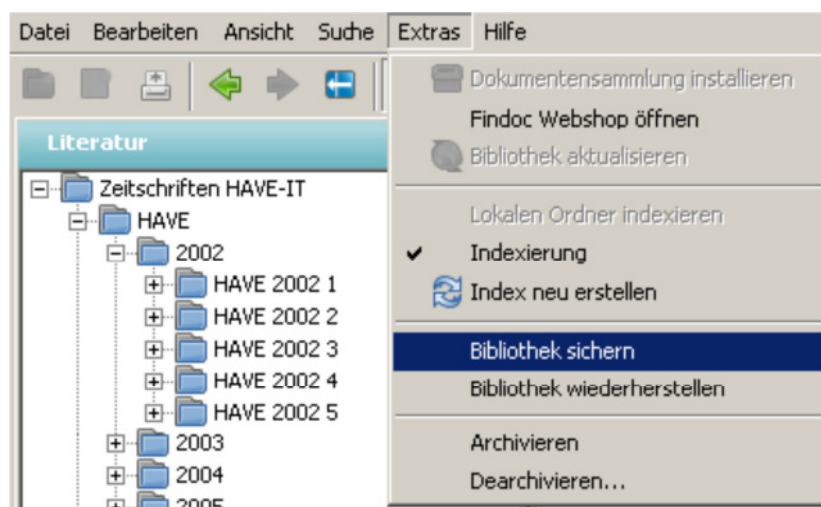 Datei Bearbeiten Ansicht Suche Extras Hilfe
Literatur
Zeitschriften HAVE-IT
HAVE
2002
HAVE 2002 1
HAVE 2002 2
HAVE 2002 3
HAVE 2002 4
HAVE 2002 5
2003
2004
2005
Dokumentensammlung installieren
Findoc Webshop öffnen
Bibliothek aktualisieren
Lokalen Ordner indexieren
Indexierung
Index neu erstellen
Bibliothek sichern
Bibliothek wiederherstellen
Archivieren
Dearchivieren...